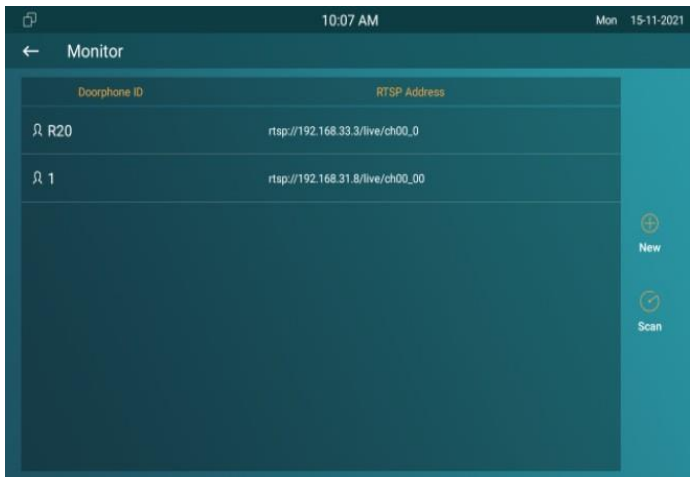 10:07 AM Mon 15-11-2021
Monitor
Doorphone ID RTSP Address
R20 rtsp://192.168.33.3/live/ch00_0
1 rtsp://192.168.31.8/live/ch00_00
New
Scan